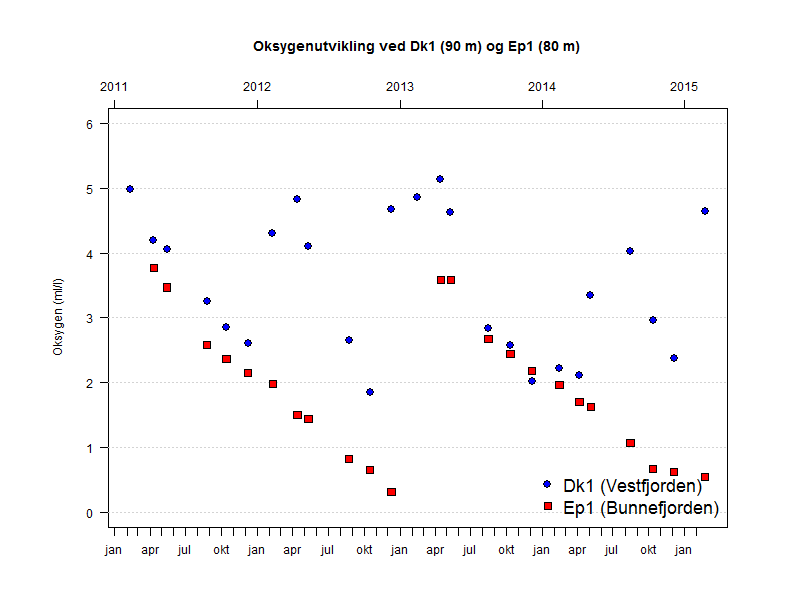 Oksygenutvikling ved Dk1 (90 m) og Ep1 (80 m)
2011 2012 2013 2014 2015
6
5
4
3
2
1
0
Oksygen (ml/l)
Dk1 (Vestfjorden)
Ep1 (Bunnefjorden)
jan apr jul okt jan apr jul okt jan apr jul okt jan apr jul okt jan